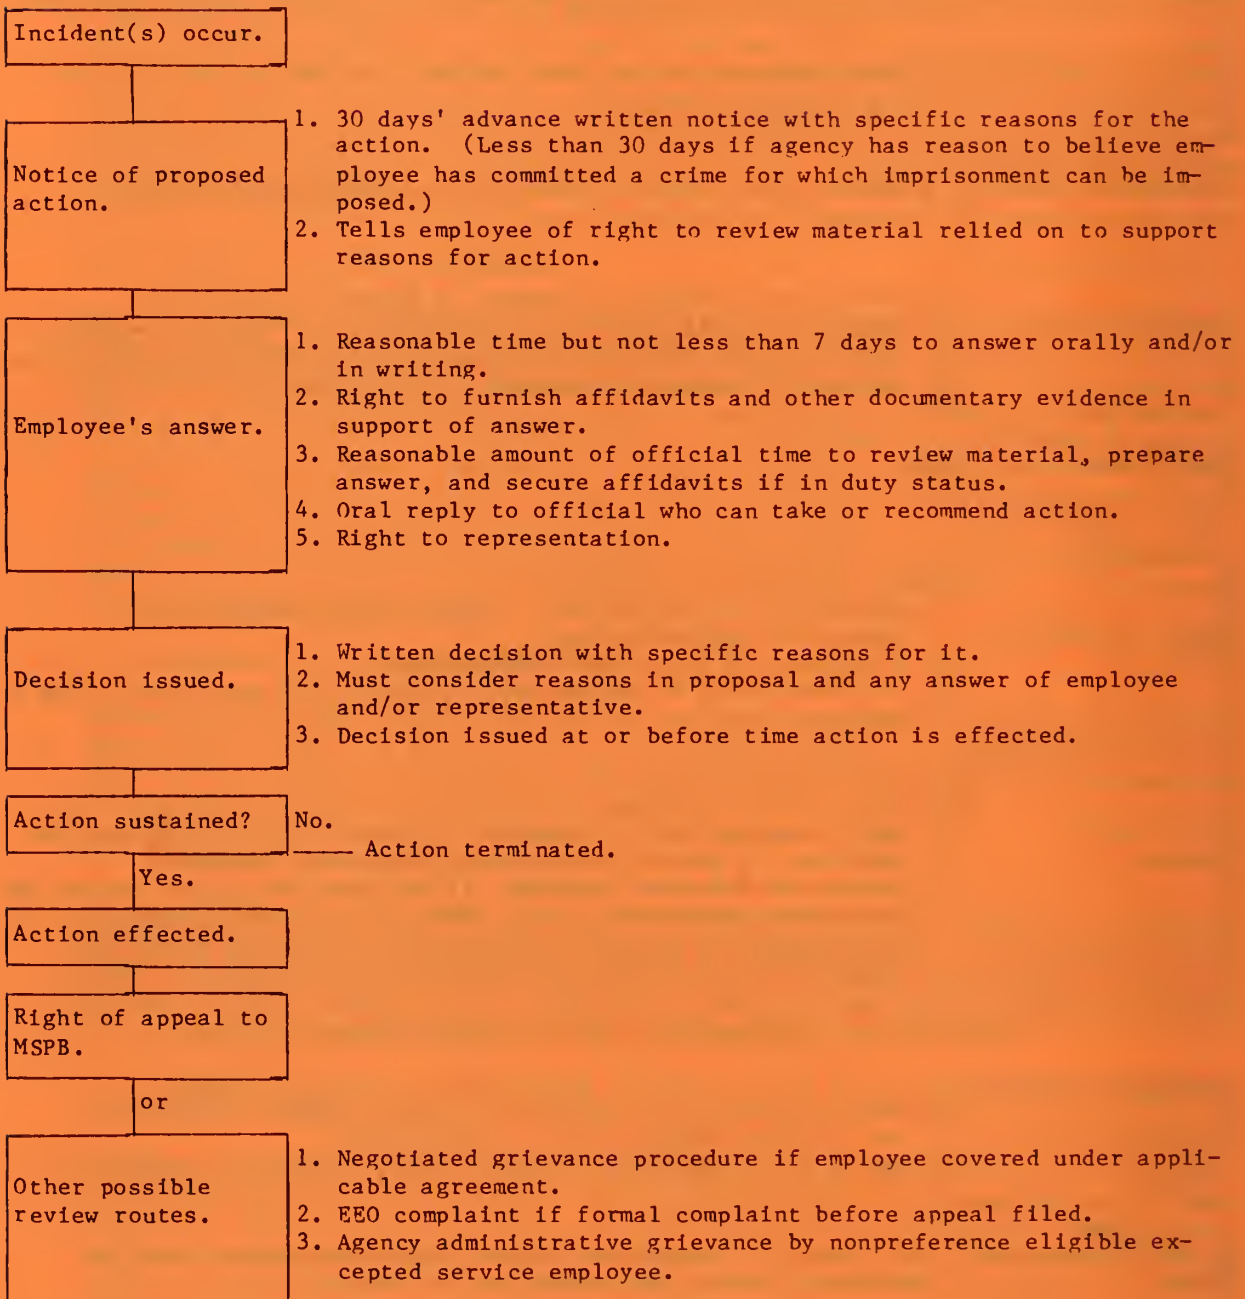 Incident(s) occur.
Notice of proposed
action.
1. 30 days' advance written notice with specific reasons for the
action. (Less than 30 days if agency has reason to believe em-
ployee has committed a crime for which imprisonment can be im-
posed.)
2. Tells employee of right to review material relied on to support
reasons for action.
Employee's answer.
1. Reasonable time but not less than 7 days to answer orally and/or
in writing.
2. Right to furnish affidavits and other documentary evidence in
support of answer.
3. Reasonable amount of official time to review material, prepare
answer, and secure affidavits if in duty status.
4. Oral reply to official who can take or recommend action.
5. Right to representation.
Decision issued.
1. Written decision with specific reasons for it.
2. Must consider reasons in proposal and any answer of employee
and/or representative.
3. Decision issued at or before time action is effected.
Action sustained?
No.
Action terminated.
Yes.
Action effected.
Right of appeal to
MSPB.
or
Other possible
review routes.
1. Negotiated grievance procedure if employee covered under appli-
cable agreement.
2. EEO complaint if formal complaint before appeal filed.
3. Agency administrative grievance by nonpreference eligible ex-
cepted service employee.